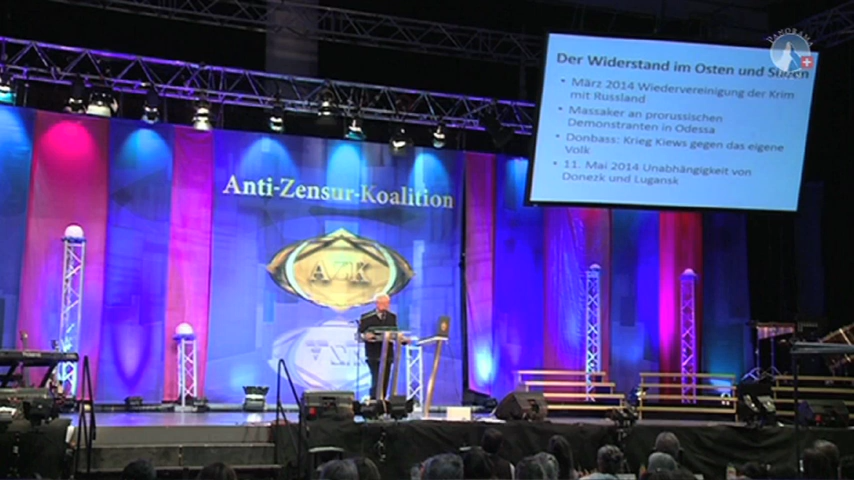 PANORAMA
Der Widerstand im Osten und Süden
• März 2014 Wiedervereinigung der Krim
mit Russland
• Massaker an prorussischen
Demonstranten in Odessa
• Donbass: Krieg Kiews gegen das eigene
Volk
• 11. Mai 2014 Unabhängigkeit von
Donezk und Lugansk
Anti-Zensur-Koalition
AZK
AZK